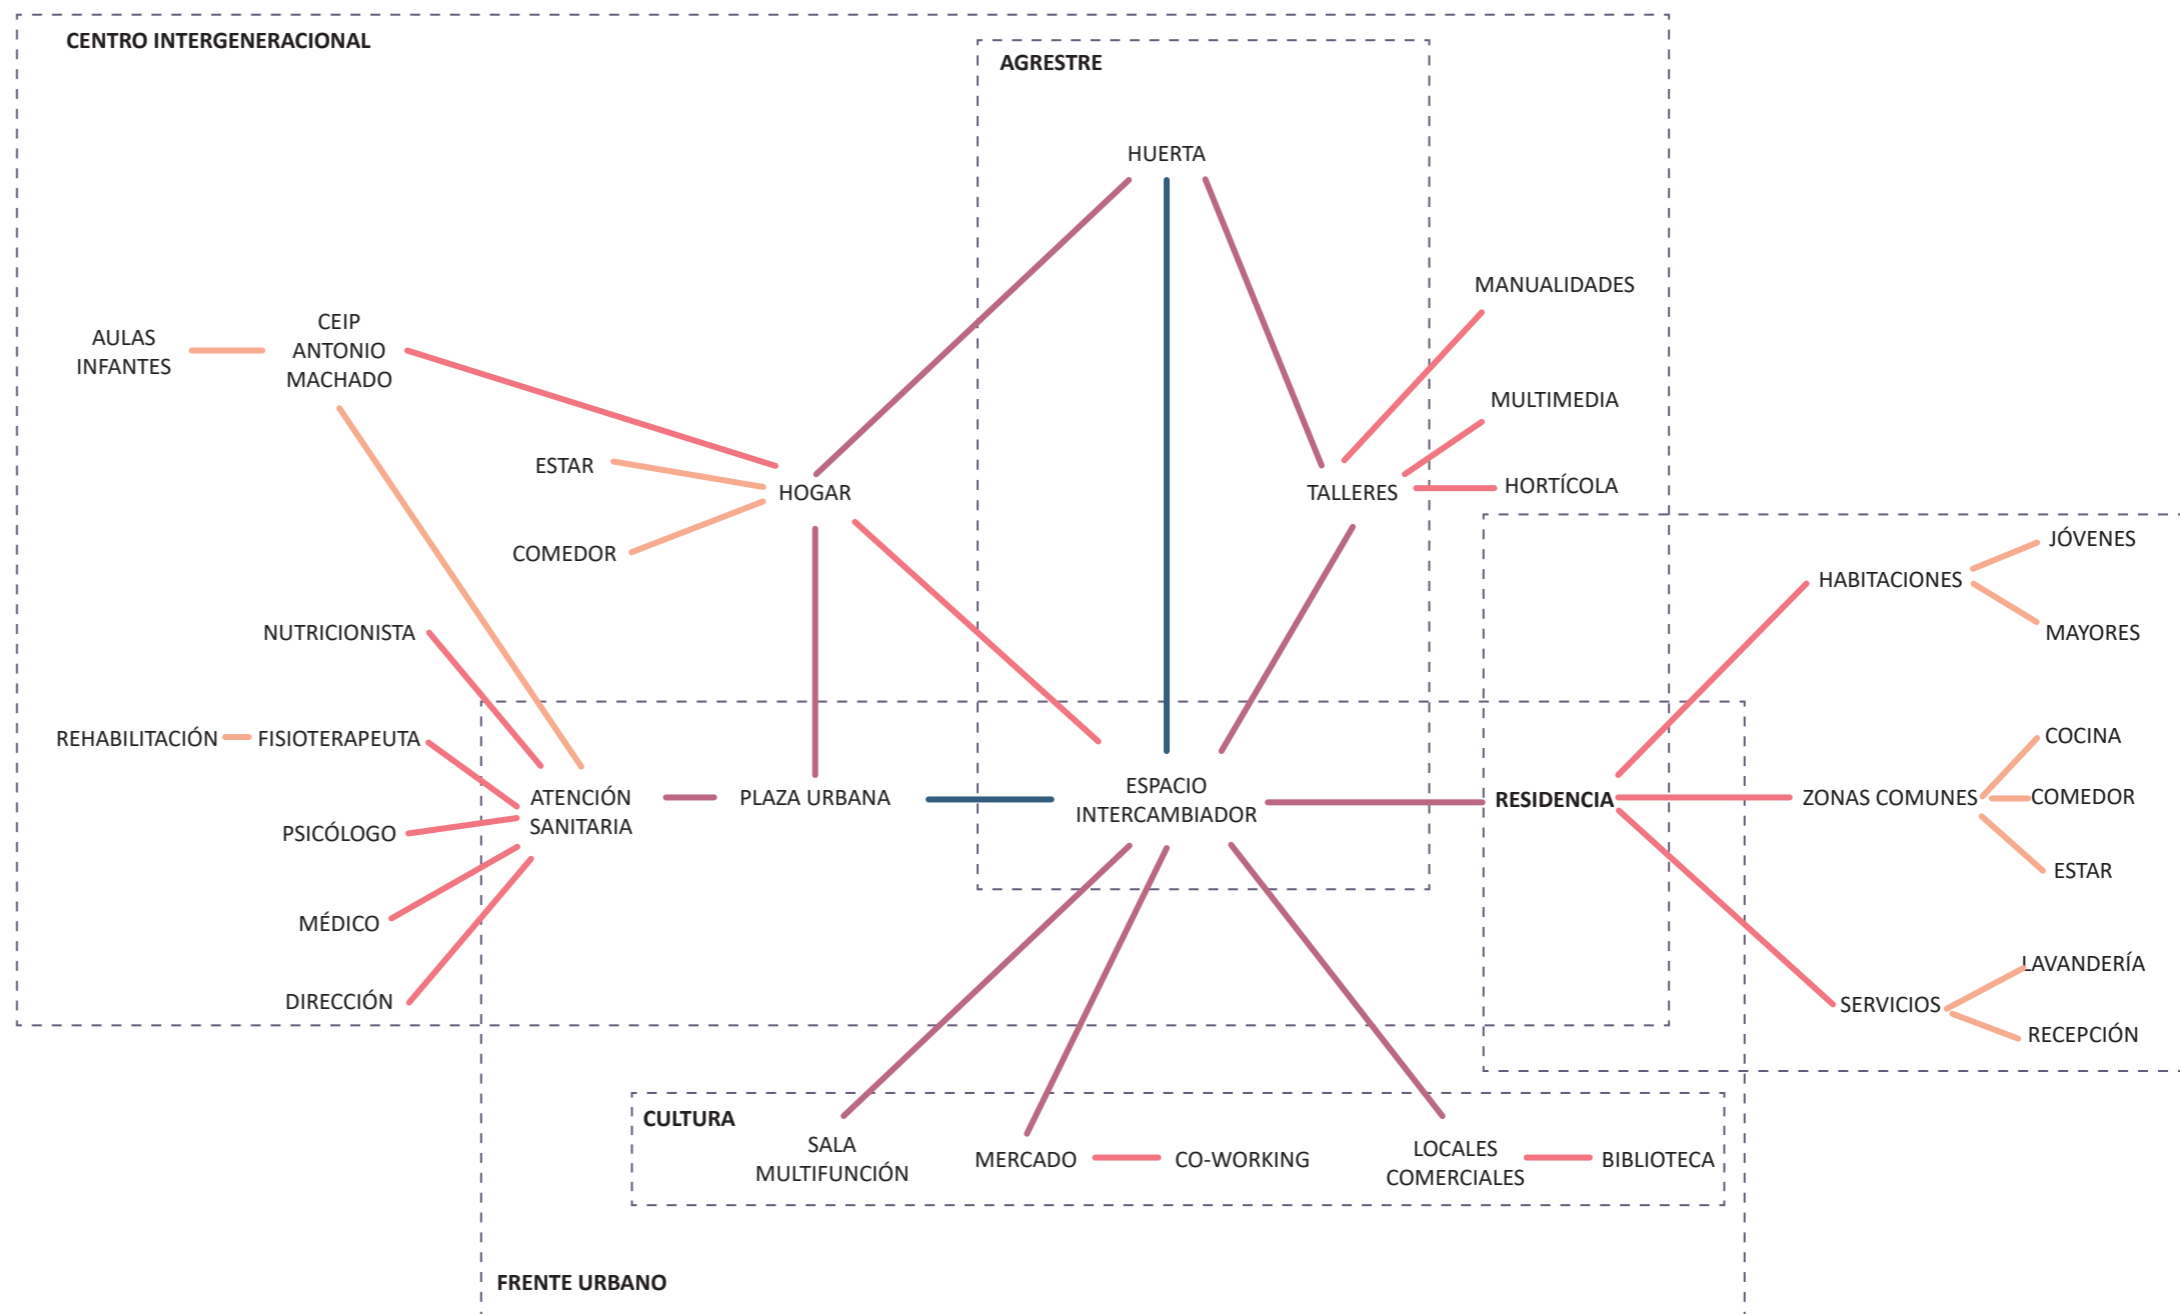 CENTRO INTERGENERACIONAL
AGRESTRE
HUERTA
MANUALIDADES
AULAS
INFANTES
CEIP
ANTONIO
MACHADO
MULTIMEDIA
ESTAR
HOGAR
TALLERES
HORTÍCOLA
COMEDOR
JÓVENES
HABITACIONES
MAYORES
NUTRICIONISTA
REHABILITACIÓN
FISIOTERAPEUTA
COCINA
ATENCIÓN
SANITARIA
PLAZA URBANA
ESPACIO
INTERCAMBIADOR
RESIDENCIA
ZONAS COMUNES
COMEDOR
PSICÓLOGO
ESTAR
MÉDICO
LAVANDERÍA
DIRECCIÓN
SERVICIOS
RECEPCIÓN
CULTURA
SALA
MULTIFUNCIÓN
MERCADO
CO-WORKING
LOCALES
COMERCIALES
BIBLIOTECA
FRENTE URBANO